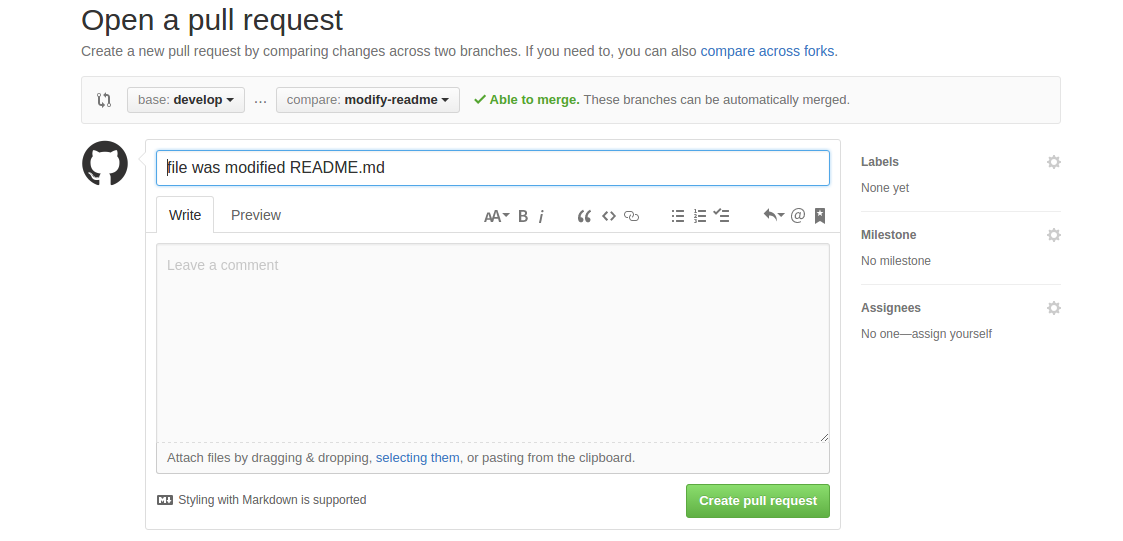 Open a pull request
Create a new pull request by comparing changes across two branches. If you need to, you can also compare across forks.
base: develop ... compare: modify-readme Able to merge. These branches can be automatically merged.
file was modified README.md
Write Preview AA B i @
Leave a comment
Attach files by dragging & dropping, selecting them, or pasting from the clipboard.
Styling with Markdown is supported
Create pull request
Labels
None yet
Milestone
No milestone
Assignees
No one—assign yourself